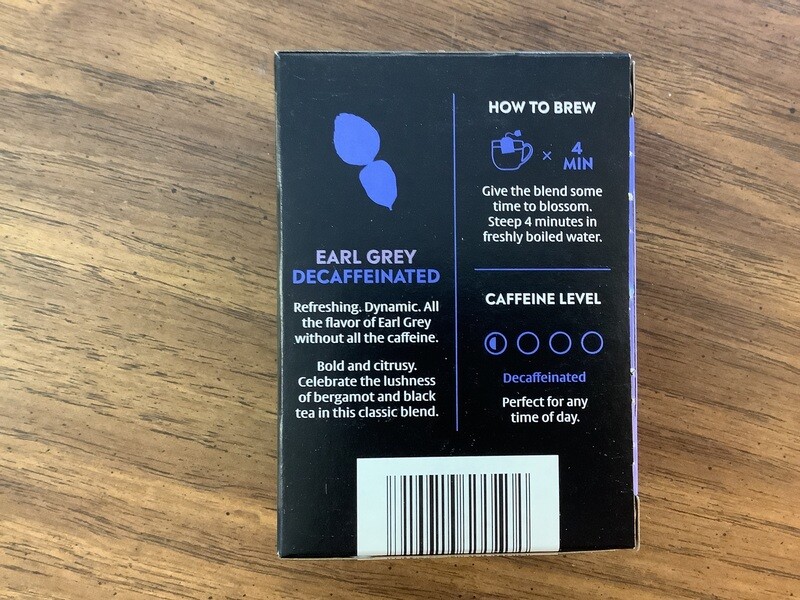 EARL GREY
DECAFFEINATED
Refreshing. Dynamic. All
the flavor of Earl Grey
without all the caffeine.
Bold and citrusy.
Celebrate the lushness
of bergamot and black
tea in this classic blend.
HOW TO BREW
× 4
MIN
Give the blend some
time to blossom.
Steep 4 minutes in
freshly boiled water.
CAFFEINE LEVEL
Decaffeinated
Perfect for any
time of day.